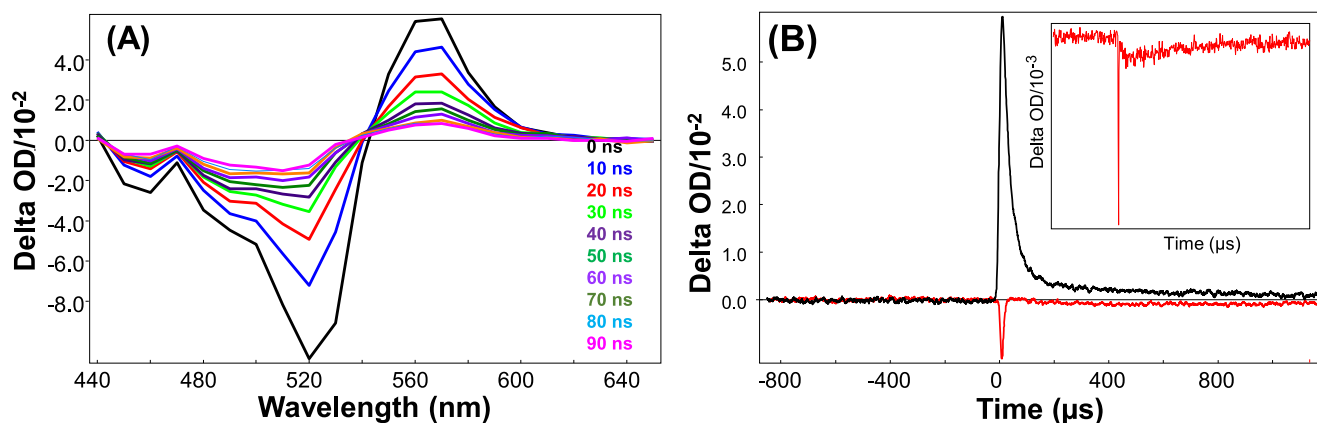 (A)
Delta OD/10-2
4.0
2.0
0.0
-2.0
-4.0
-6.0
-8.0
0 ns
10 ns
20 ns
30 ns
40 ns
50 ns
60 ns
70 ns
80 ns
90 ns
440
480
520
560
600
640
Wavelength (nm)
(B)
Delta OD/10-2
5.0
4.0
3.0
2.0
1.0
0.0
-800
-400
0
400
800
Time (µs)
Delta OD/10-3
Time (µs)